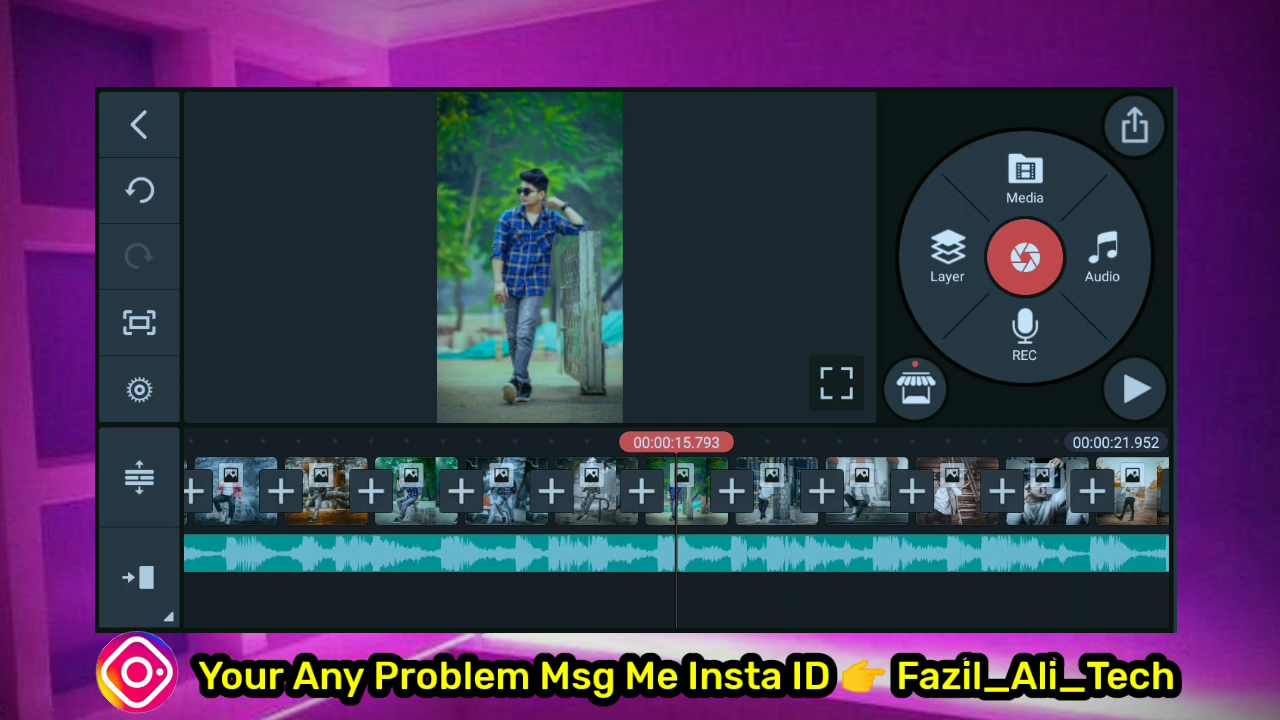 Media
Layer
Audio
REC
00:00:15.793
00:00:21.952
Your Any Problem Msg Me Insta ID 👉 Fazil_Ali_Tech